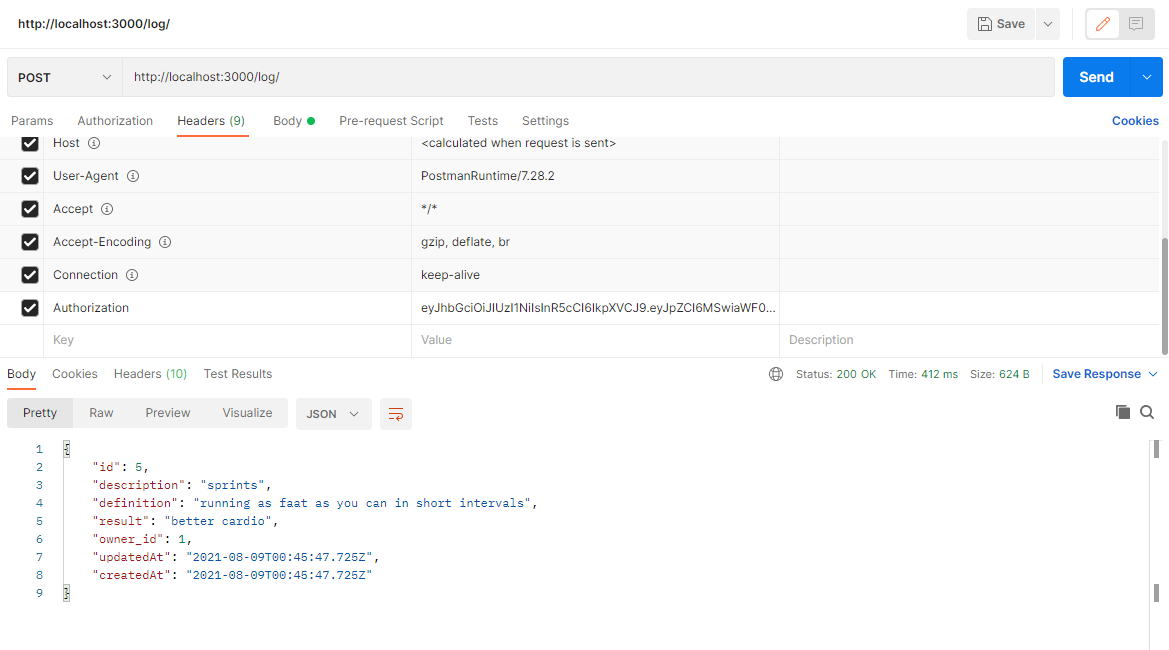 http://localhost:3000/log/ Save
POST http://localhost:3000/log/ Send
Params Authorization Headers (9) Body Pre-request Script Tests Settings Cookies
Host <calculated when request is sent>
User-Agent PostmanRuntime/7.28.2
Accept */*
Accept-Encoding gzip, deflate, br
Connection keep-alive
Authorization eyJhbGciOiJIUzI1NiIsInR5cCI6IkpXVCJ9.eyJpZCI6MSwiaWF0...
Key Value Description
Body Cookies Headers (10) Test Results Status: 200 OK Time: 412 ms Size: 624 B Save Response
Pretty Raw Preview Visualize JSON
1 {
2 "id": 5,
3 "description": "sprints",
4 "definition": "running as faat as you can in short intervals",
5 "result": "better cardio",
6 "owner_id": 1,
7 "updatedAt": "2021-08-09T00:45:47.725Z",
8 "createdAt": "2021-08-09T00:45:47.725Z"
9 }